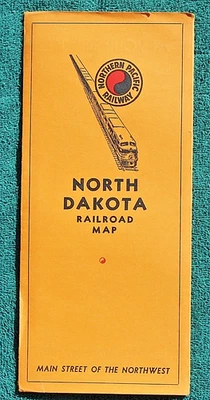 NORTHERN PACIFIC
RAILWAY
NORTH
DAKOTA
RAILROAD
MAP
MAIN STREET OF THE NORTHWEST